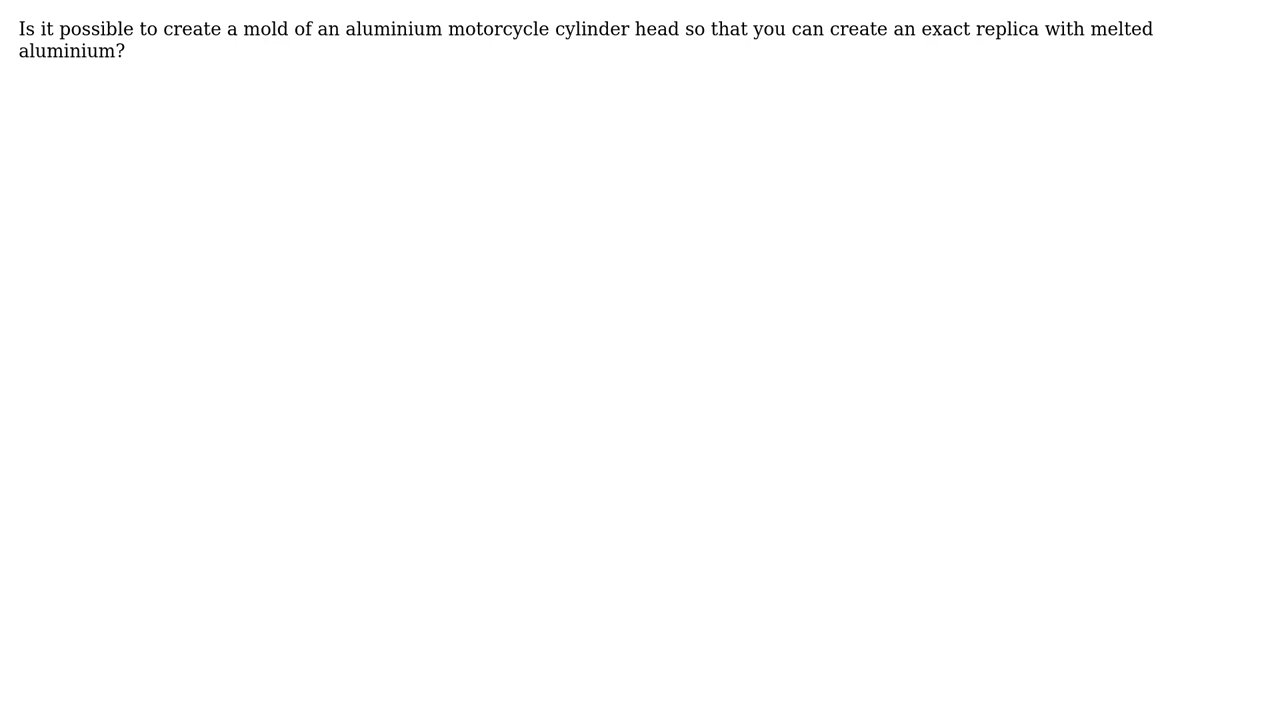 Is it possible to create a mold of an aluminium motorcycle cylinder head so that you can create an exact replica with melted
aluminium?